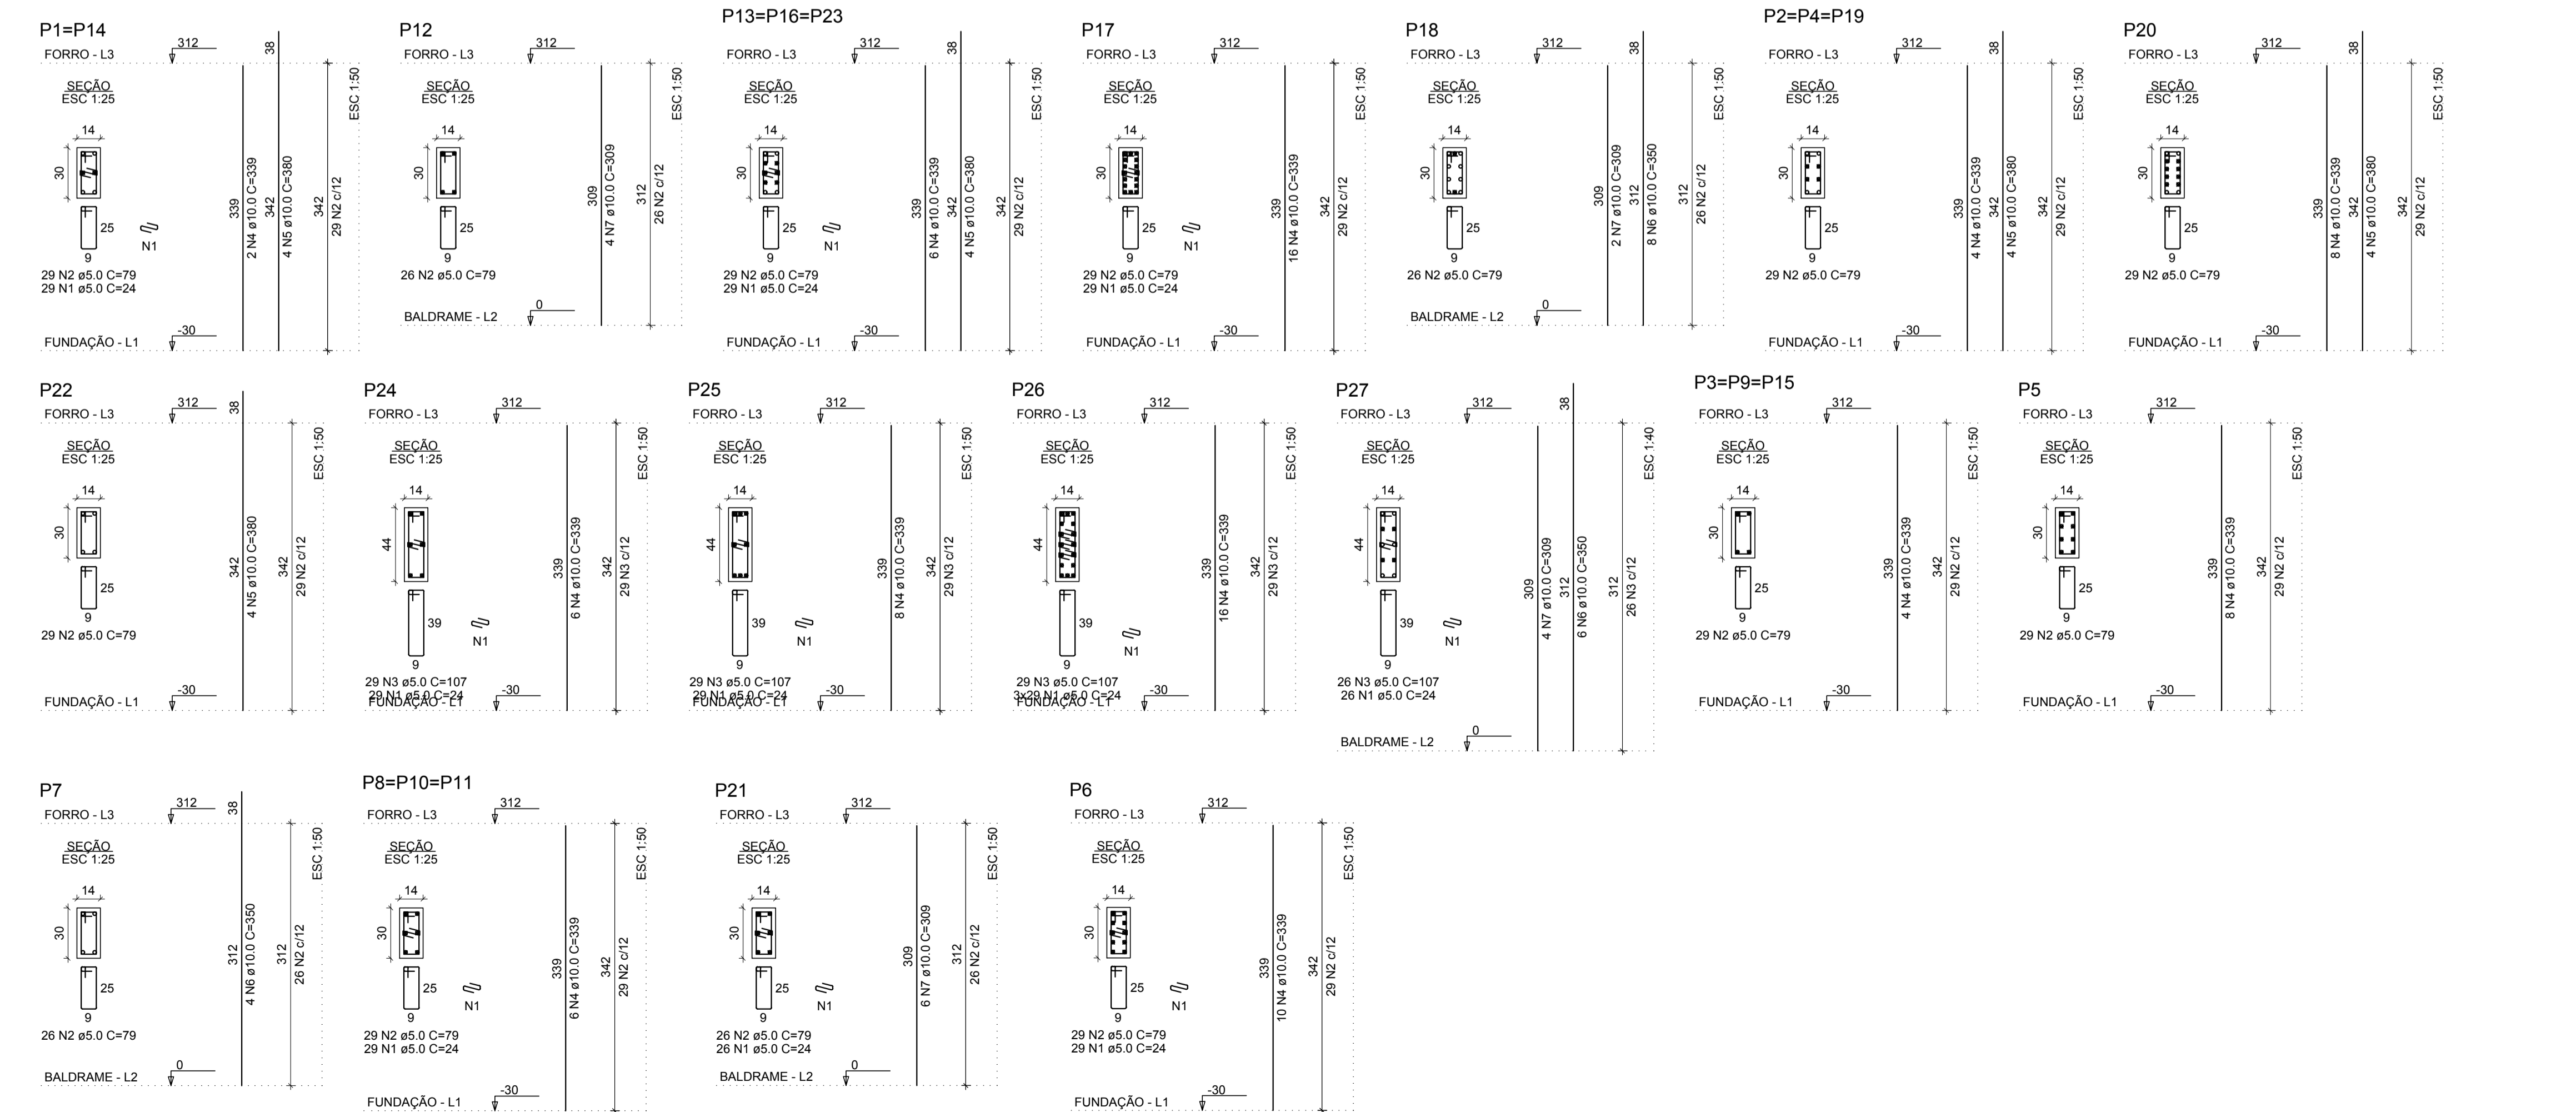 P1=P14
FORRO - L3
312
38
SEÇÃO
ESC 1:25
ESC 1:50
14
30
25
9
N1
29 N2 ø5.0 C=79
29 N1 ø5.0 C=24
339
2 N4 ø10.0 C=339
342
4 N5 ø10.0 C=380
342
29 N2 c/12
-30
FUNDAÇÃO - L1
P12
FORRO - L3
312
SEÇÃO
ESC 1:25
ESC 1:50
14
30
25
9
26 N2 ø5.0 C=79
309
4 N7 ø10.0 C=309
312
26 N2 c/12
0
BALDRAME - L2
P13=P16=P23
FORRO - L3
312
38
SEÇÃO
ESC 1:25
ESC 1:50
14
30
25
9
N1
29 N2 ø5.0 C=79
29 N1 ø5.0 C=24
339
6 N4 ø10.0 C=339
342
4 N5 ø10.0 C=380
342
29 N2 c/12
-30
FUNDAÇÃO - L1
P17
FORRO - L3
312
SEÇÃO
ESC 1:25
ESC 1:50
14
30
25
9
N1
29 N2 ø5.0 C=79
29 N1 ø5.0 C=24
339
16 N4 ø10.0 C=339
342
29 N2 c/12
-30
FUNDAÇÃO - L1
P18
FORRO - L3
312
38
SEÇÃO
ESC 1:25
ESC 1:50
14
30
25
9
26 N2 ø5.0 C=79
309
2 N7 ø10.0 C=309
312
8 N6 ø10.0 C=350
312
26 N2 c/12
0
BALDRAME - L2
P2=P4=P19
FORRO - L3
312
38
SEÇÃO
ESC 1:25
ESC 1:50
14
30
25
9
29 N2 ø5.0 C=79
339
4 N4 ø10.0 C=339
342
4 N5 ø10.0 C=380
342
29 N2 c/12
-30
FUNDAÇÃO - L1
P20
FORRO - L3
312
38
SEÇÃO
ESC 1:25
ESC 1:50
14
30
25
9
29 N2 ø5.0 C=79
339
8 N4 ø10.0 C=339
342
4 N5 ø10.0 C=380
342
29 N2 c/12
-30
FUNDAÇÃO - L1
P22
FORRO - L3
312
38
SEÇÃO
ESC 1:25
ESC 1:50
14
30
25
9
29 N2 ø5.0 C=79
342
4 N5 ø10.0 C=380
342
29 N2 c/12
-30
FUNDAÇÃO - L1
P24
FORRO - L3
312
SEÇÃO
ESC 1:25
ESC 1:50
14
44
39
9
N1
29 N3 ø5.0 C=107
29 N1 ø5.0 C=24
339
6 N4 ø10.0 C=339
342
29 N3 c/12
-30
FUNDAÇÃO - L1
P25
FORRO - L3
312
SEÇÃO
ESC 1:25
ESC 1:50
14
44
39
9
N1
29 N3 ø5.0 C=107
29 N1 ø5.0 C=24
339
8 N4 ø10.0 C=339
342
29 N3 c/12
-30
FUNDAÇÃO - L1
P26
FORRO - L3
312
SEÇÃO
ESC 1:25
ESC 1:50
14
44
39
9
N1
29 N3 ø5.0 C=107
3x29 N1 ø5.0 C=24
339
16 N4 ø10.0 C=339
342
29 N3 c/12
-30
FUNDAÇÃO - L1
P27
FORRO - L3
312
38
SEÇÃO
ESC 1:25
ESC 1:40
14
44
39
9
N1
26 N3 ø5.0 C=107
26 N1 ø5.0 C=24
309
4 N7 ø10.0 C=309
312
6 N6 ø10.0 C=350
312
26 N3 c/12
0
BALDRAME - L2
P3=P9=P15
FORRO - L3
312
SEÇÃO
ESC 1:25
ESC 1:50
14
30
25
9
29 N2 ø5.0 C=79
339
4 N4 ø10.0 C=339
342
29 N2 c/12
-30
FUNDAÇÃO - L1
P5
FORRO - L3
312
SEÇÃO
ESC 1:25
ESC 1:50
14
30
25
9
29 N2 ø5.0 C=79
339
8 N4 ø10.0 C=339
342
29 N2 c/12
-30
FUNDAÇÃO - L1
P7
FORRO - L3
312
38
SEÇÃO
ESC 1:25
ESC 1:50
14
30
25
9
26 N2 ø5.0 C=79
312
4 N6 ø10.0 C=350
312
26 N2 c/12
0
BALDRAME - L2
P8=P10=P11
FORRO - L3
312
SEÇÃO
ESC 1:25
ESC 1:50
14
30
25
9
N1
29 N2 ø5.0 C=79
29 N1 ø5.0 C=24
339
6 N4 ø10.0 C=339
342
29 N2 c/12
-30
FUNDAÇÃO - L1
P21
FORRO - L3
312
SEÇÃO
ESC 1:25
ESC 1:50
14
30
25
9
N1
26 N2 ø5.0 C=79
26 N1 ø5.0 C=24
309
6 N7 ø10.0 C=309
312
26 N2 c/12
0
BALDRAME - L2
P6
FORRO - L3
312
SEÇÃO
ESC 1:25
ESC 1:50
14
30
25
9
N1
29 N2 ø5.0 C=79
29 N1 ø5.0 C=24
339
10 N4 ø10.0 C=339
342
29 N2 c/12
-30
FUNDAÇÃO - L1